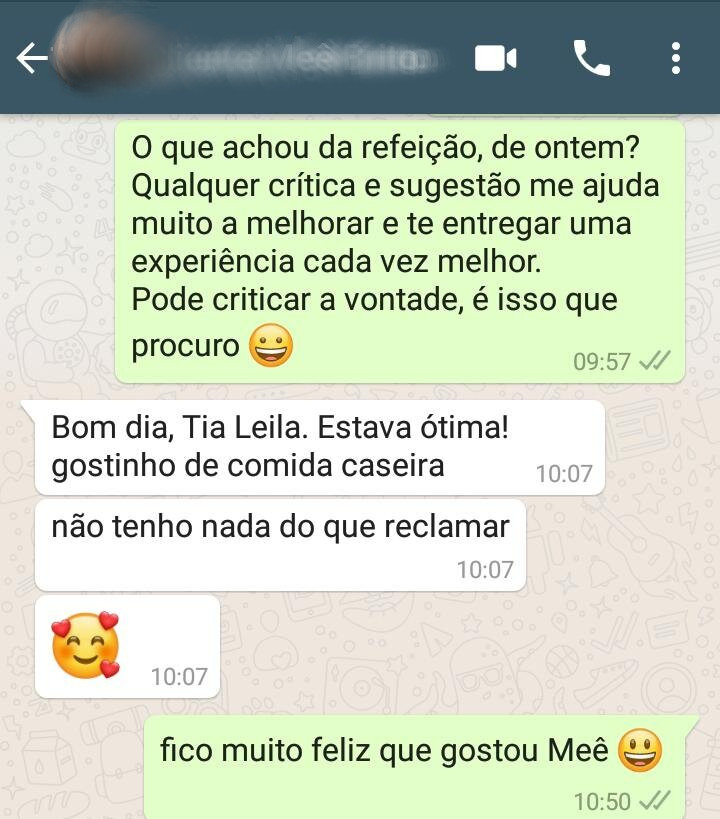 O que achou da refeição, de ontem?
Qualquer crítica e sugestão me ajuda
muito a melhorar e te entregar uma
experiência cada vez melhor.
Pode criticar a vontade, é isso que
procuro 😀
09:57
Bom dia, Tia Leila. Estava ótima!
gostinho de comida caseira
10:07
não tenho nada do que reclamar
10:07
🥰
10:07
fico muito feliz que gostou Meê 😃
10:50